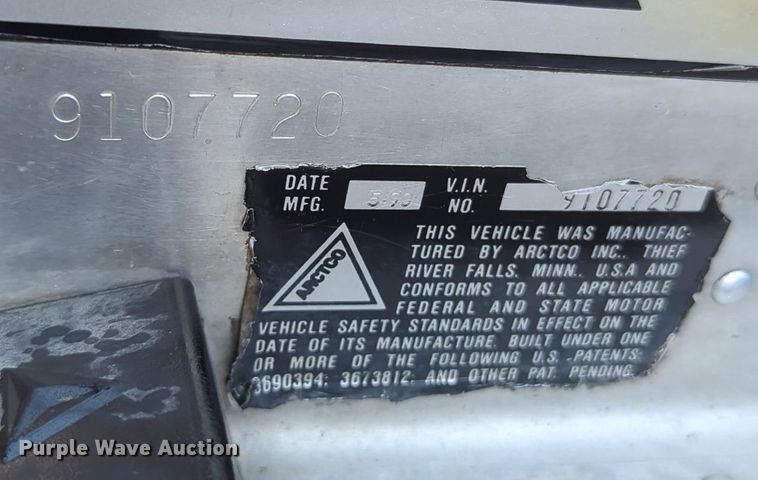 9107720
DATE MFG. 5-90 V.I.N. NO. 9107720
ARCTCO
THIS VEHICLE WAS MANUFAC-
TURED BY ARCTCO INC., THIEF
RIVER FALLS, MINN., U.S.A AND
CONFORMS TO ALL APPLICABLE
FEDERAL AND STATE MOTOR
VEHICLE SAFETY STANDARDS IN EFFECT ON THE
DATE OF ITS MANUFACTURE. BUILT UNDER ONE
OR MORE OF THE FOLLOWING U.S. PATENTS:
3690394; 3673812; AND OTHER PAT. PENDING.
Purple Wave Auction